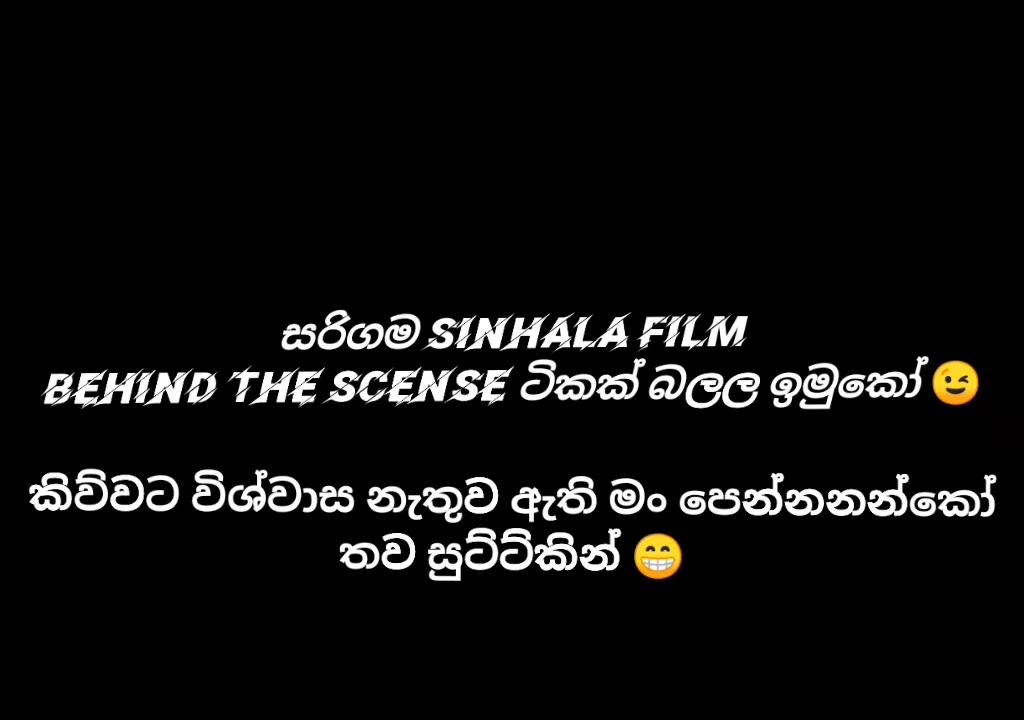 සරිගම SINHALA FILM
BEHIND THE SCENSE ටිකක් බලල ඉමුකෝ 😉
කිව්වට විශ්වාස නැතුව ඇති මං පෙන්නනන්කෝ
තව සුට්ට්කින් 😁